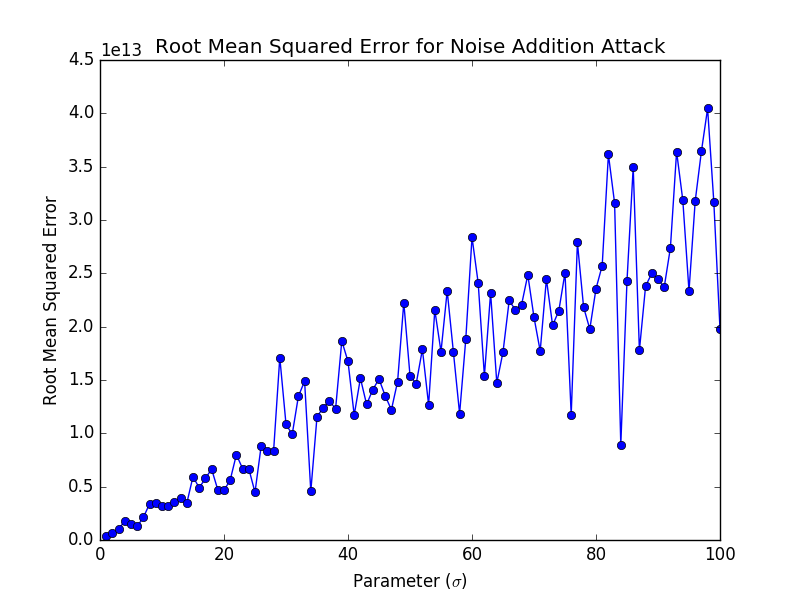 1e13
Root Mean Squared Error for Noise Addition Attack
4.5
4.0
3.5
3.0
2.5
2.0
1.5
1.0
0.5
0.0
Root Mean Squared Error
0 20 40 60 80 100
Parameter (σ)